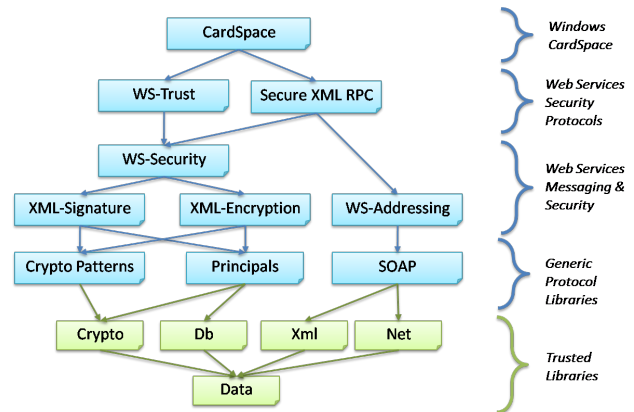 CardSpace
Windows
CardSpace
WS-Trust
Secure XML RPC
Web Services
Security
Protocols
WS-Security
Web Services
Messaging &
Security
XML-Signature
XML-Encryption
WS-Addressing
Crypto Patterns
Principals
SOAP
Generic
Protocol
Libraries
Crypto
Db
Xml
Net
Trusted
Libraries
Data